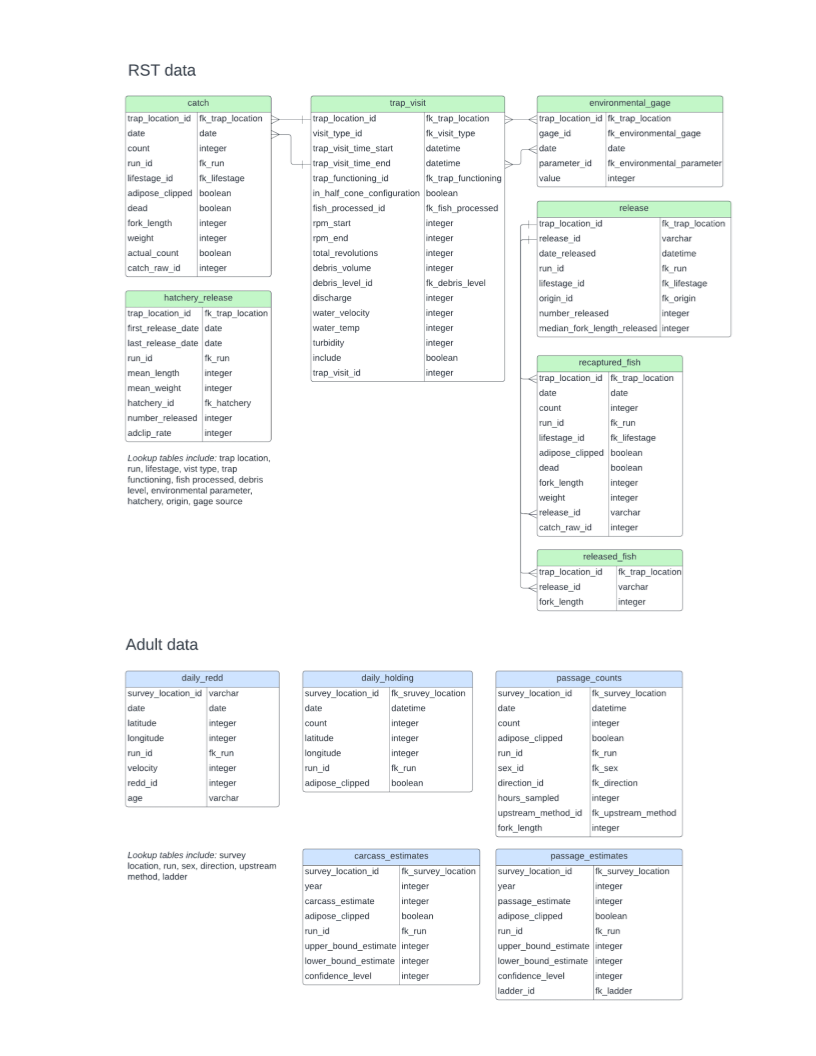 RST data
catch
trap_location_id fk_trap_location
date date
count integer
run_id fk_run
lifestage_id fk_lifestage
adipose_clipped boolean
dead boolean
fork_length integer
weight integer
actual_count boolean
catch_raw_id integer
hatchery_release
trap_location_id fk_trap_location
first_release_date date
last_release_date date
run_id fk_run
mean_length integer
mean_weight integer
hatchery_id fk_hatchery
number_released integer
adclip_rate integer
Lookup tables include: trap location,
run, lifestage, vist type, trap
functioning, fish processed, debris
level, environmental parameter,
hatchery, origin, gage source
trap_visit
trap_location_id fk_trap_location
visit_type_id fk_visit_type
trap_visit_time_start datetime
trap_visit_time_end datetime
trap_functioning_id fk_trap_functioning
in_half_cone_configuration boolean
fish_processed_id fk_fish_processed
rpm_start integer
rpm_end integer
total_revolutions integer
debris_volume integer
debris_level_id fk_debris_level
discharge integer
water_velocity integer
water_temp integer
turbidity integer
include boolean
trap_visit_id integer
environmental_gage
trap_location_id fk_trap_location
gage_id fk_environmental_gage
date date
parameter_id fk_environmental_parameter
value integer
release
trap_location_id fk_trap_location
release_id varchar
date_released datetime
run_id fk_run
lifestage_id fk_lifestage
origin_id fk_origin
number_released integer
median_fork_length_released integer
recaptured_fish
trap_location_id fk_trap_location
date date
count integer
run_id fk_run
lifestage_id fk_lifestage
adipose_clipped boolean
dead boolean
fork_length integer
weight integer
release_id varchar
catch_raw_id integer
released_fish
trap_location_id fk_trap_location
release_id varchar
fork_length integer
Adult data
daily_redd
survey_location_id varchar
date date
latitude integer
longitude integer
run_id fk_run
velocity integer
redd_id integer
age varchar
daily_holding
survey_location_id fk_sruvey_location
date datetime
count integer
latitude integer
longitude integer
run_id fk_run
adipose_clipped boolean
passage_counts
survey_location_id fk_survey_location
date datetime
count integer
adipose_clipped boolean
run_id fk_run
sex_id fk_sex
direction_id fk_direction
hours_sampled integer
upstream_method_id fk_upstream_method
fork_length integer
Lookup tables include: survey
location, run, sex, direction, upstream
method, ladder
carcass_estimates
survey_location_id fk_survey_location
year integer
carcass_estimate integer
adipose_clipped boolean
run_id fk_run
upper_bound_estimate integer
lower_bound_estimate integer
confidence_level integer
passage_estimates
survey_location_id fk_survey_location
year integer
passage_estimate integer
adipose_clipped boolean
run_id fk_run
upper_bound_estimate integer
lower_bound_estimate integer
confidence_level integer
ladder_id fk_ladder